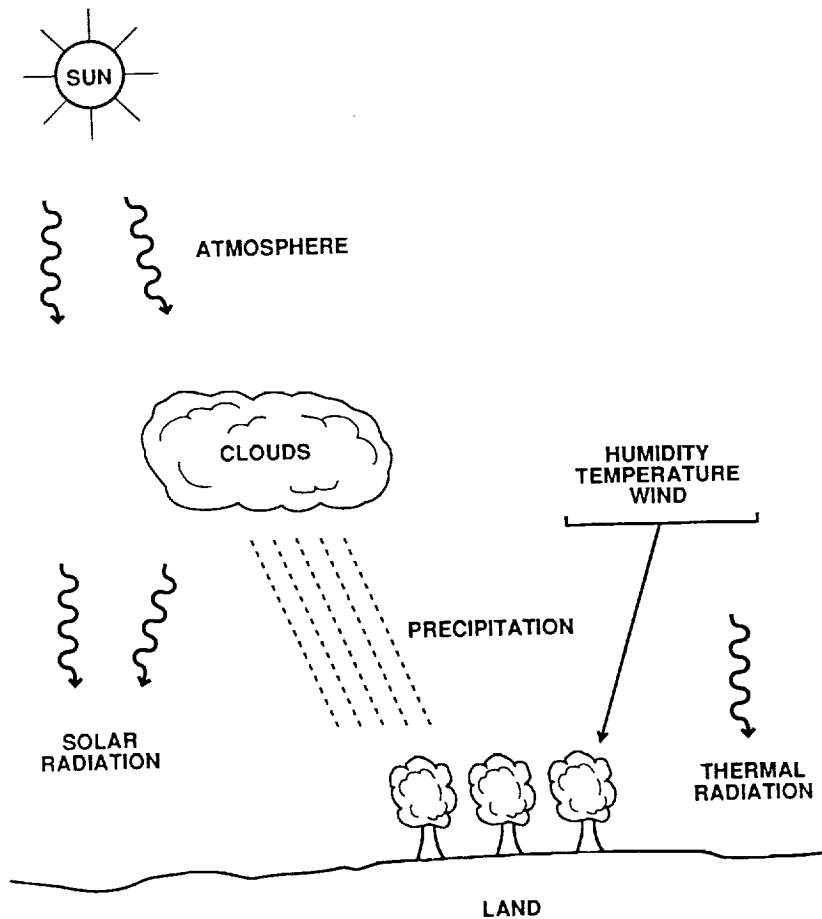 SUN
ATMOSPHERE
CLOUDS
HUMIDITY
TEMPERATURE
WIND
PRECIPITATION
SOLAR
RADIATION
THERMAL
RADIATION
LAND